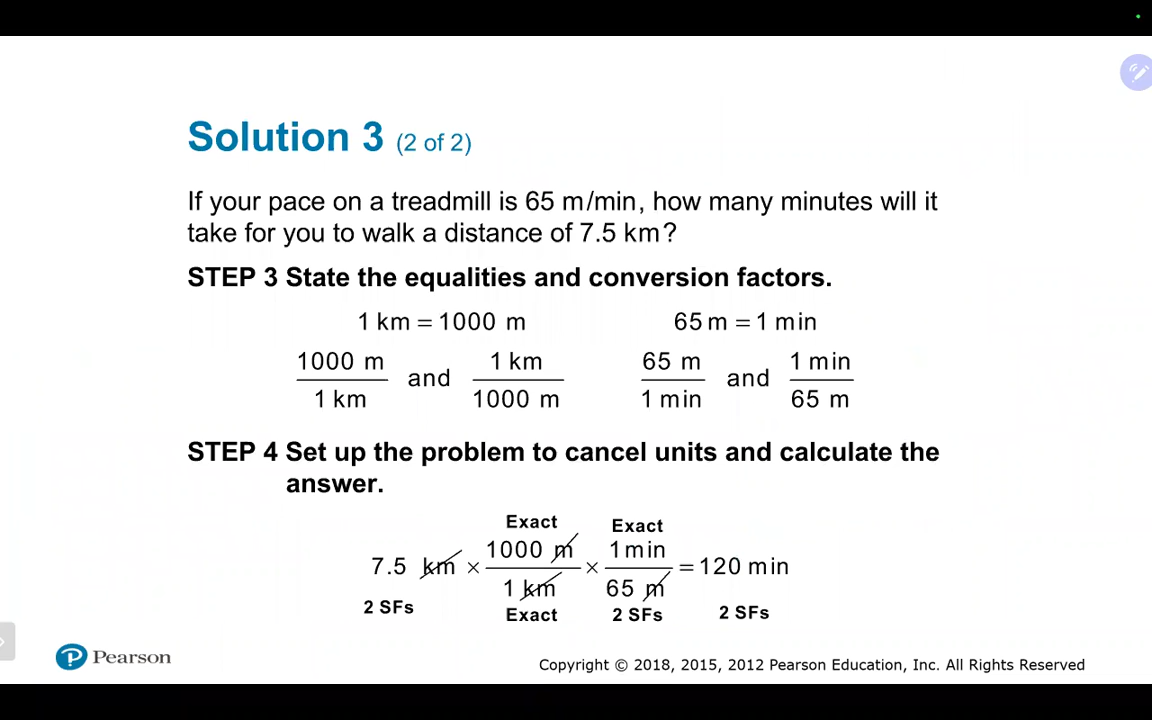 Solution 3 (2 of 2)
If your pace on a treadmill is 65 m/min, how many minutes will it
take for you to walk a distance of 7.5 km?
STEP 3 State the equalities and conversion factors.
1 km = 1000 m 65 m = 1 min
1000 m / 1 km and 1 km / 1000 m 65 m / 1 min and 1 min / 65 m
STEP 4 Set up the problem to cancel units and calculate the
answer.
Exact Exact
7.5 km × 1000 m / 1 km × 1 min / 65 m = 120 min
2 SFs Exact 2 SFs 2 SFs
P Pearson
Copyright © 2018, 2015, 2012 Pearson Education, Inc. All Rights Reserved